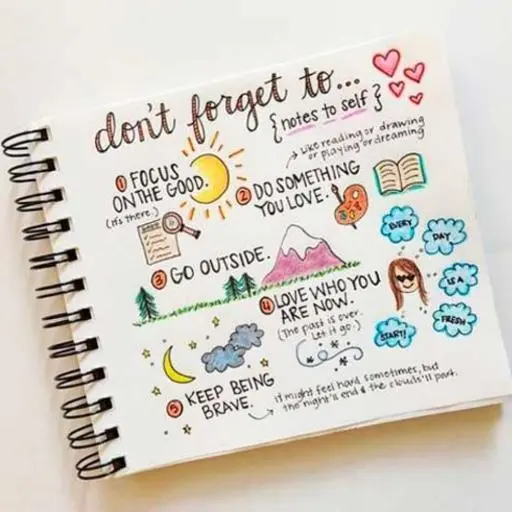 don't forget to...
{notes to self}
① FOCUS
ON THE GOOD.
(it's there.)
② DO SOMETHING
YOU LOVE.
Like reading or drawing
or playing or dreaming
③ GO OUTSIDE.
④ LOVE WHO YOU
ARE NOW.
(The past is over.
Let it go.)
EVERY
DAY
IS A
FRESH
START!
⑤ KEEP BEING
BRAVE.
it might feel hard sometimes, but
the night'll end & the clouds'll part.